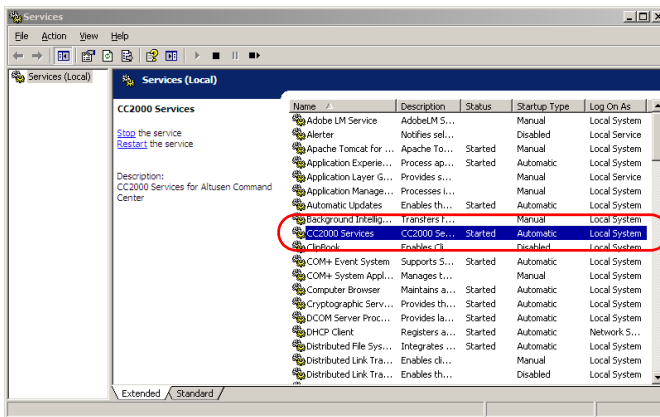 Services
File Action View Help
Services (Local)
Services (Local)
CC2000 Services
Stop the service
Restart the service
Description:
CC2000 Services for Altusen Command
Center
Name Description Status Startup Type Log On As
Adobe LM Service AdobeLM S... Manual Local System
Alerter Notifies sel... Disabled Local Service
Apache Tomcat for ... Apache To... Started Manual Local System
Application Experie... Process ap... Started Automatic Local System
Application Layer G... Provides s... Manual Local Service
Application Manage... Processes i... Manual Local System
Automatic Updates Enables th... Started Automatic Local System
Background Intellig... Transfers f... Manual Local System
CC2000 Services CC2000 Se... Started Automatic Local System
ClipBook Enables Cli... Disabled Local System
COM+ Event System Supports S... Started Automatic Local System
COM+ System Appl... Manages t... Manual Local System
Computer Browser Maintains a... Started Automatic Local System
Cryptographic Serv... Provides th... Started Automatic Local System
DCOM Server Proc... Provides la... Started Automatic Local System
DHCP Client Registers a... Started Automatic Network S...
Distributed File Sys... Integrates ... Started Automatic Local System
Distributed Link Tra... Enables cli... Manual Local System
Distributed Link Tra... Enables th... Disabled Local System
Extended Standard